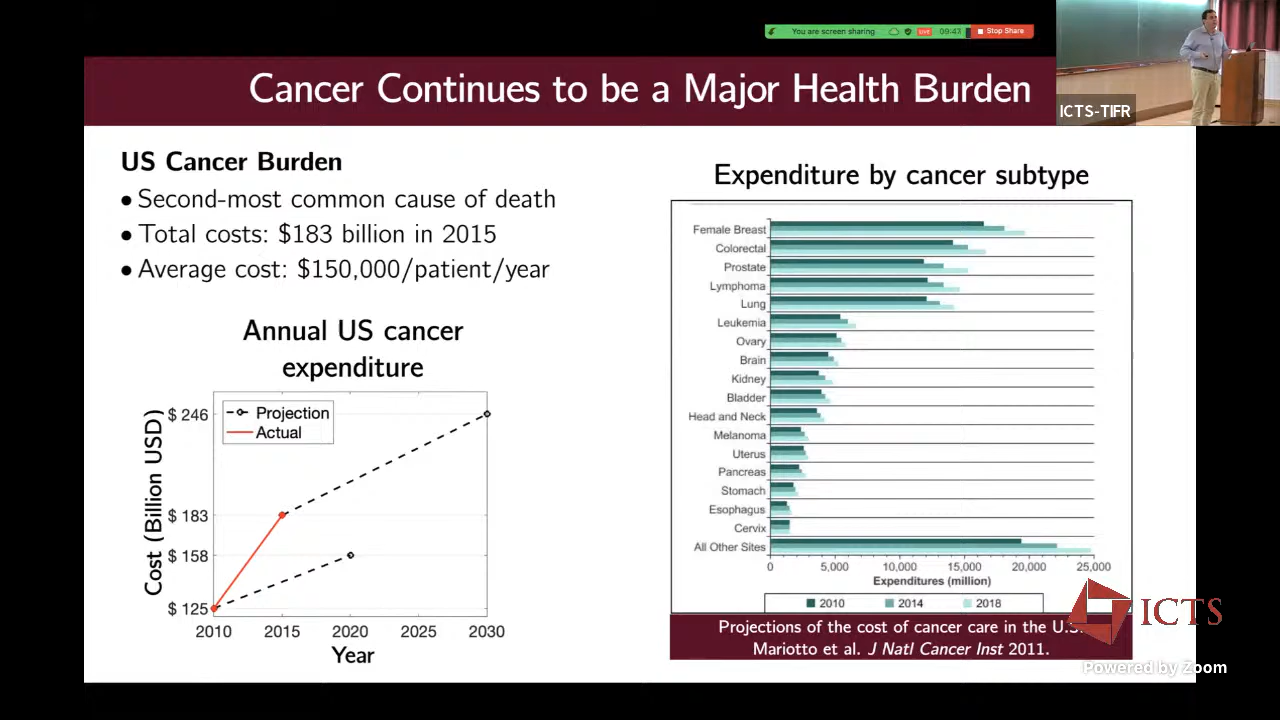 You are screen sharing LIVE 09:47 Stop Share
ICTS-TIFR
Cancer Continues to be a Major Health Burden
US Cancer Burden
• Second-most common cause of death
• Total costs: $183 billion in 2015
• Average cost: $150,000/patient/year
Annual US cancer
expenditure
Cost (Billion USD)
$ 246
$ 183
$ 158
$ 125
Projection
Actual
2010 2015 2020 2025 2030
Year
Expenditure by cancer subtype
Female Breast
Colorectal
Prostate
Lymphoma
Lung
Leukemia
Ovary
Brain
Kidney
Bladder
Head and Neck
Melanoma
Uterus
Pancreas
Stomach
Esophagus
Cervix
All Other Sites
0 5,000 10,000 15,000 20,000 25,000
Expenditures (million)
2010 2014 2018
Projections of the cost of cancer care in the U.S.
Mariotto et al. J Natl Cancer Inst 2011.
ICTS
Powered by Zoom